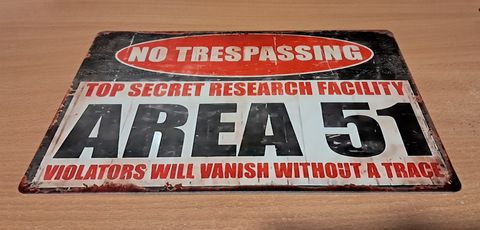 NO TRESPASSING
TOP SECRET RESEARCH FACILITY
AREA 51
VIOLATORS WILL VANISH WITHOUT A TRACE